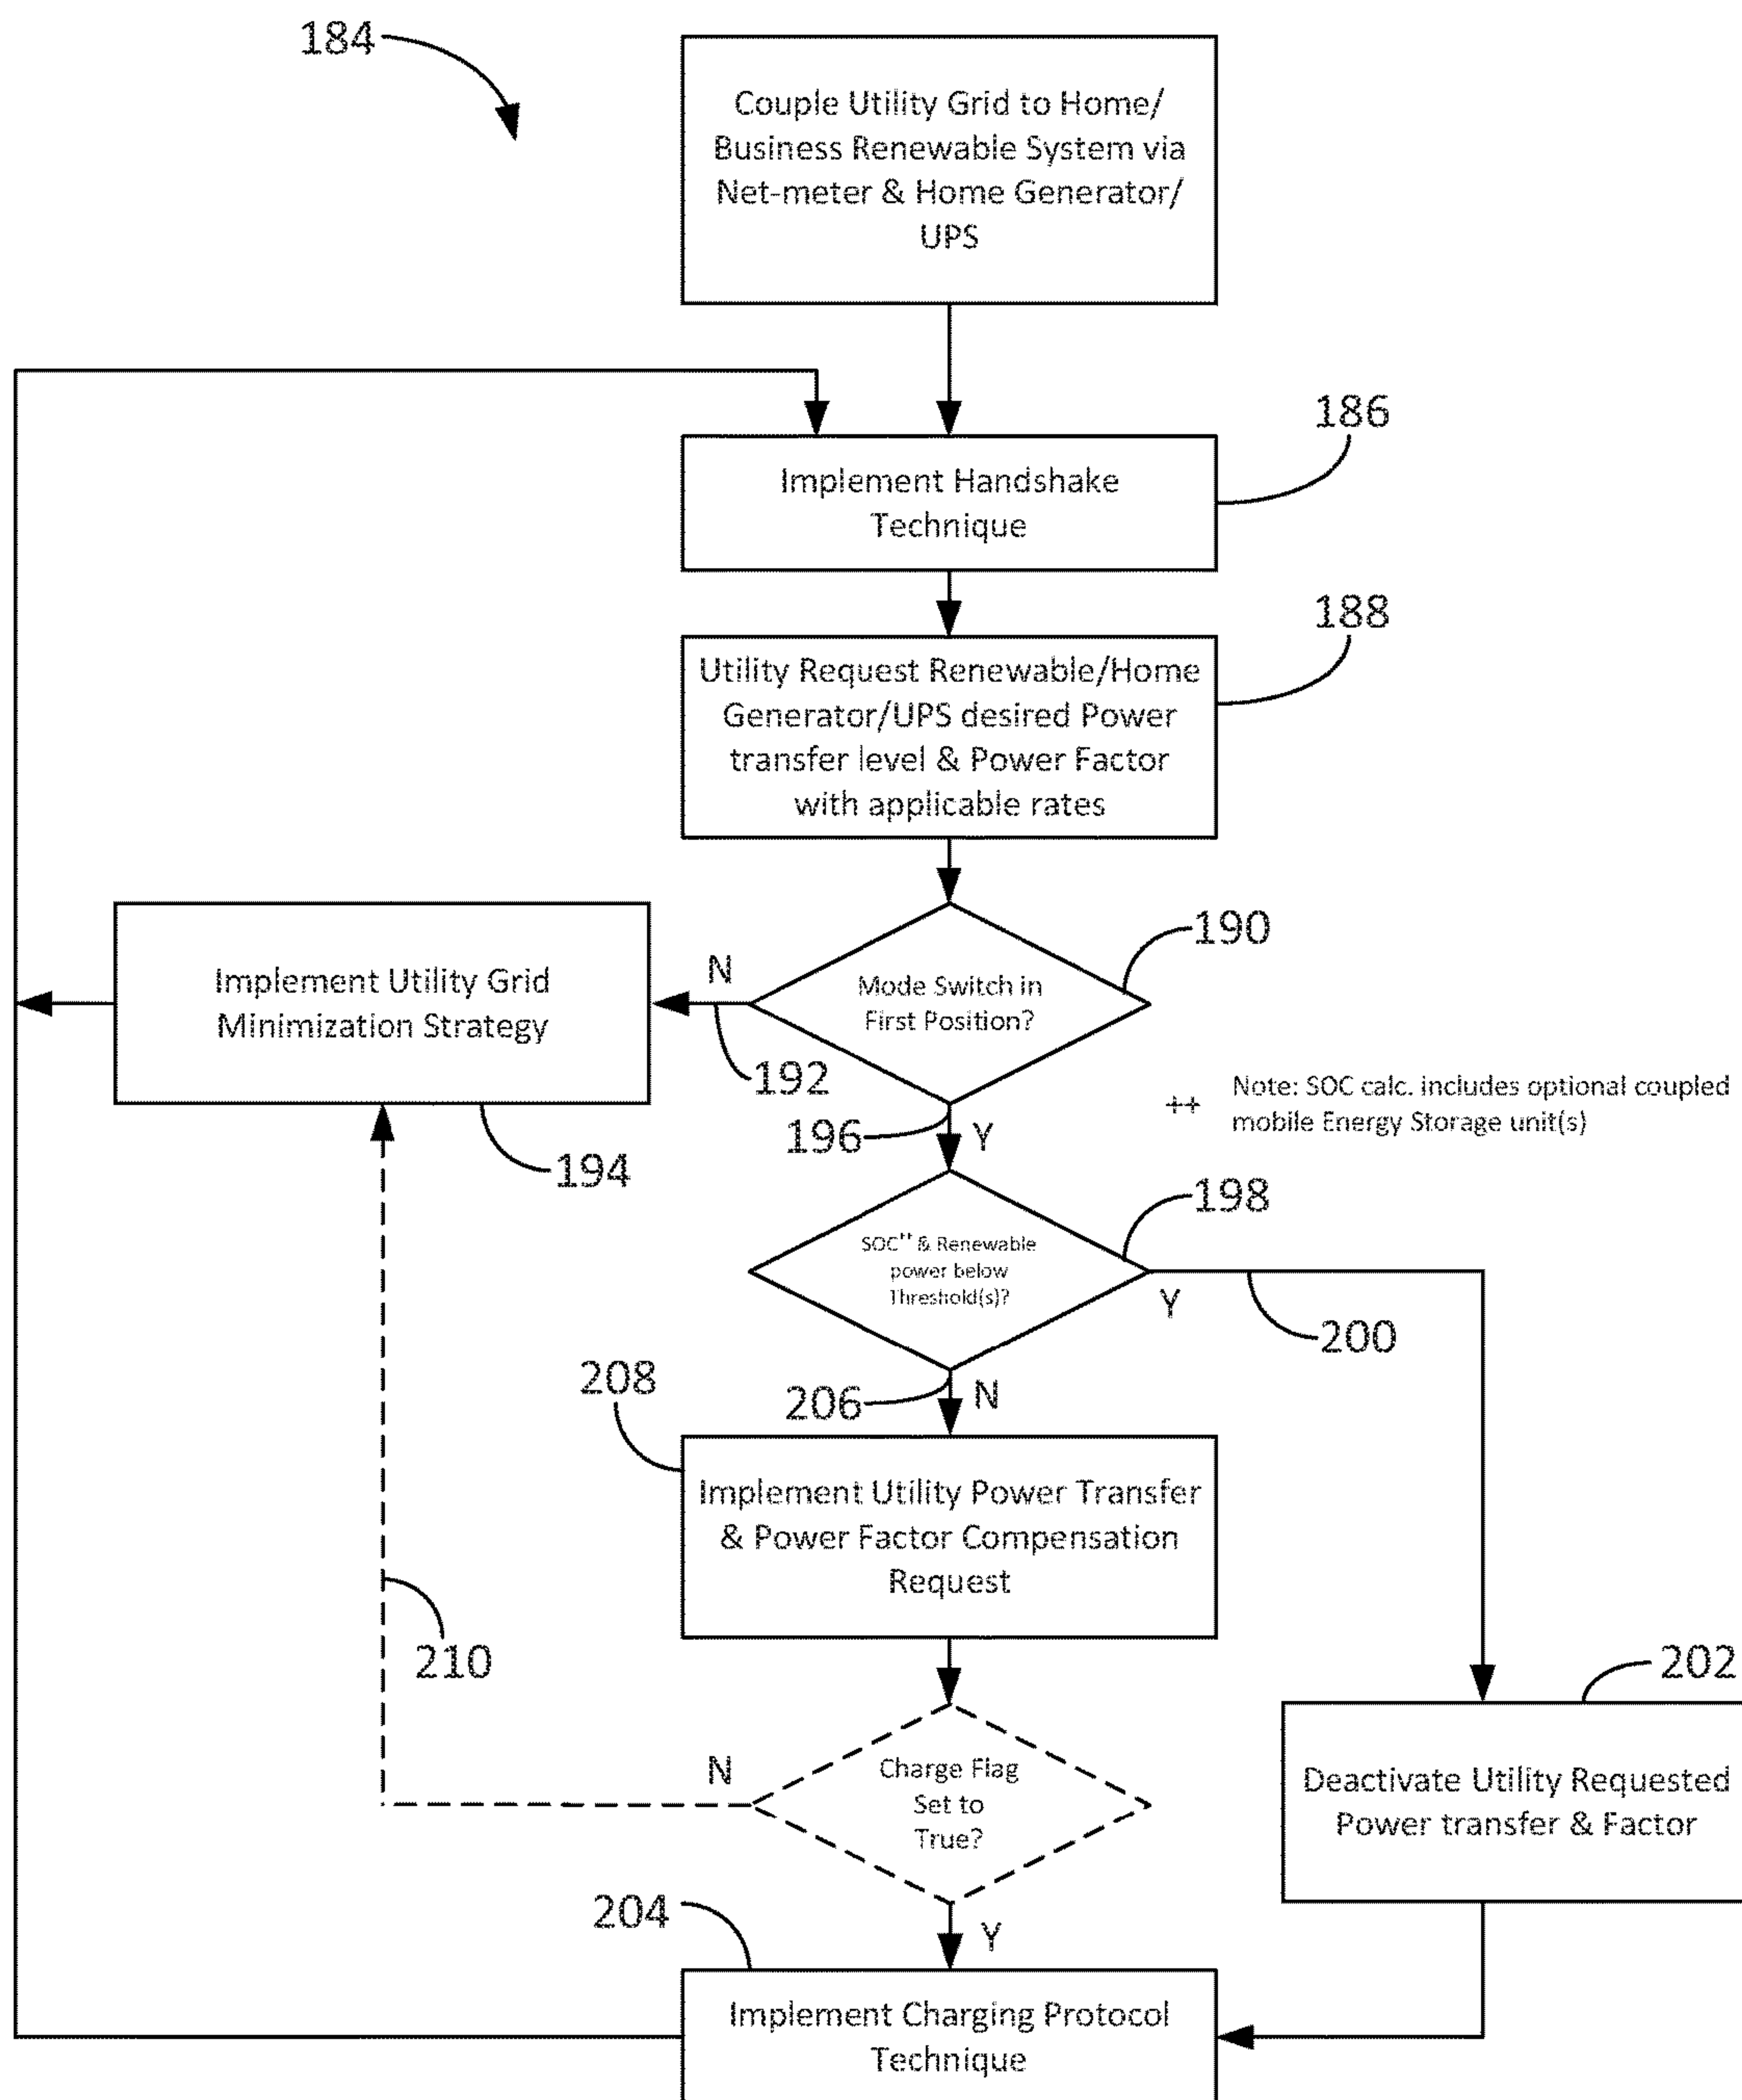 184
Couple Utility Grid to Home/
Business Renewable System via
Net-meter & Home Generator/
UPS
186
Implement Handshake
Technique
188
Utility Request Renewable/Home
Generator/UPS desired Power
transfer level & Power Factor
with applicable rates
190
Mode Switch in
First Position?
N
192
Implement Utility Grid
Minimization Strategy
194
196
Y
++
Note: SOC calc. includes optional coupled
mobile Energy Storage unit(s)
198
SOC++ & Renewable
power below
Threshold(s)?
Y
200
206
N
208
Implement Utility Power Transfer
& Power Factor Compensation
Request
210
202
Deactivate Utility Requested
Power transfer & Factor
N
Charge Flag
Set to
True?
204
Y
Implement Charging Protocol
Technique